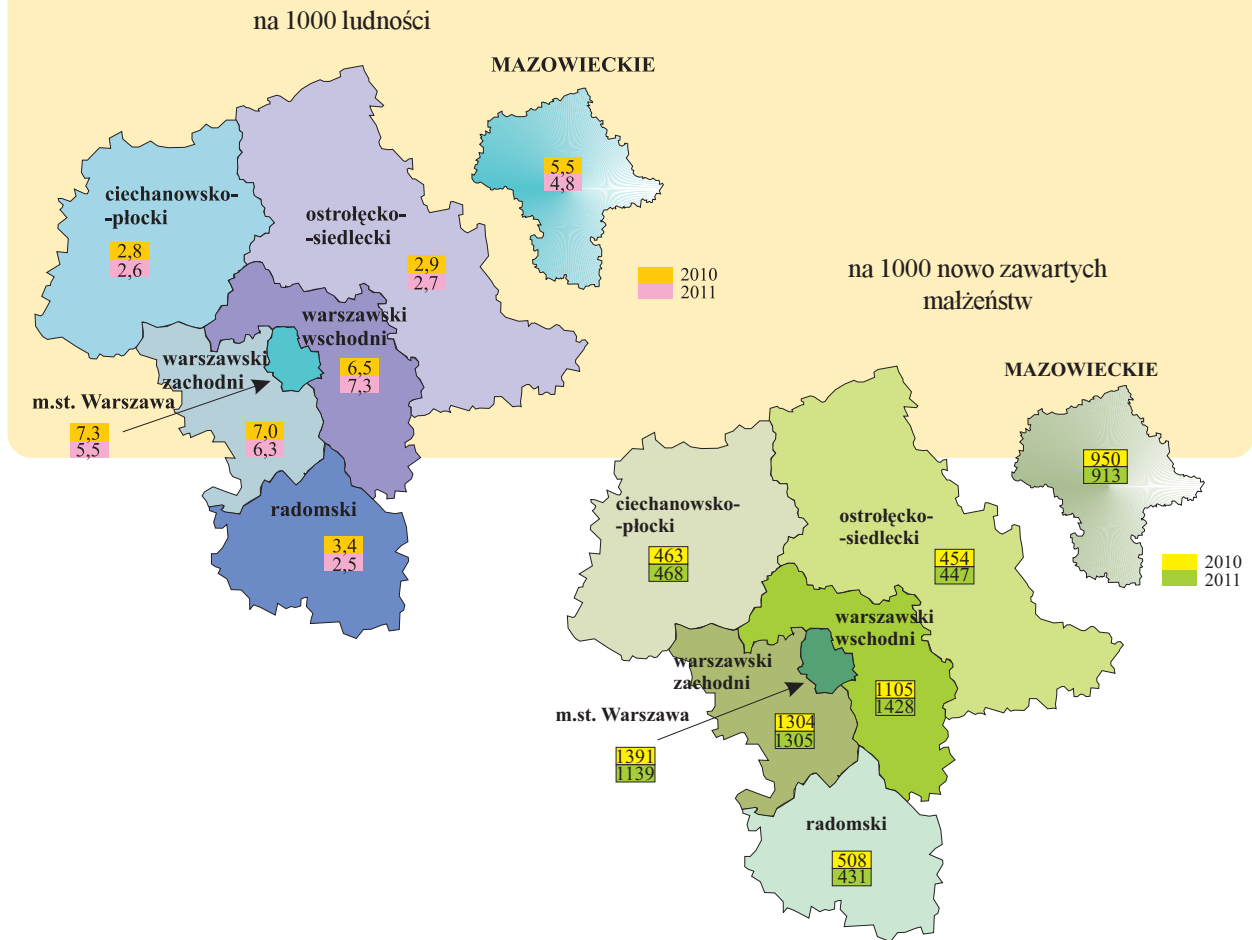 na 1000 ludności
MAZOWIECKIE
5,5
4,8
ciechanowsko-
-płocki
2,8
2,6
ostrołęcko-
-siedlecki
2,9
2,7
2010
2011
warszawski
wschodni
6,5
7,3
warszawski
zachodni
7,0
6,3
m.st. Warszawa
7,3
5,5
radomski
3,4
2,5
na 1000 nowo zawartych
małżeństw
MAZOWIECKIE
950
913
ciechanowsko-
-płocki
463
468
ostrołęcko-
-siedlecki
454
447
2010
2011
warszawski
wschodni
1105
1428
warszawski
zachodni
1304
1305
m.st. Warszawa
1391
1139
radomski
508
431